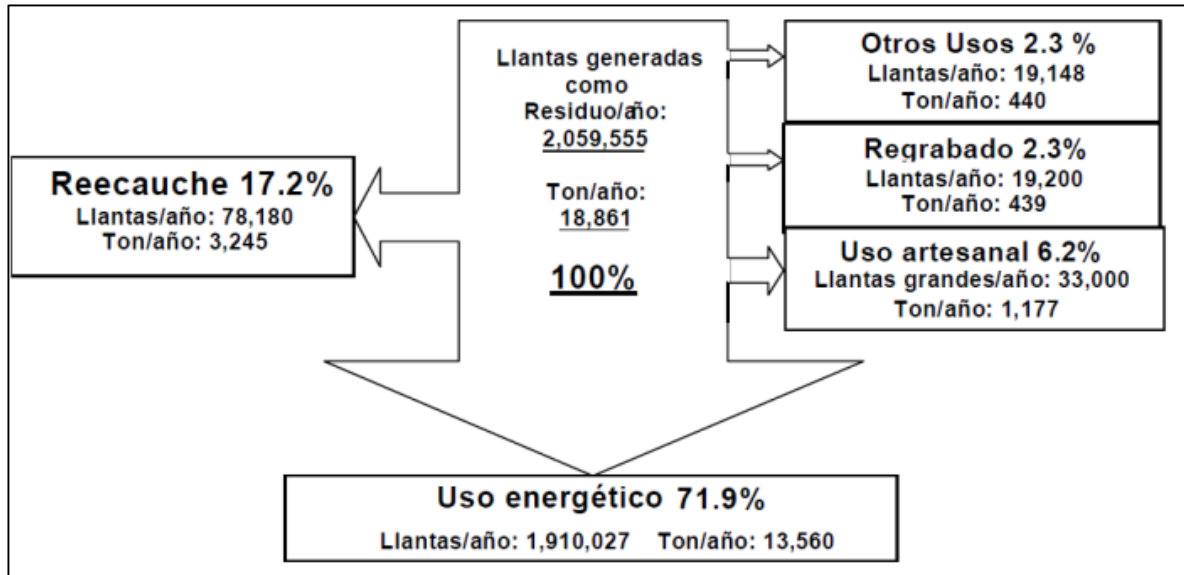 Llantas generadas
como
Residuo/año:
2,059,555
Ton/año:
18,861
100%
Otros Usos 2.3 %
Llantas/año: 19,148
Ton/año: 440
Regrabado 2.3%
Llantas/año: 19,200
Ton/año: 439
Uso artesanal 6.2%
Llantas grandes/año: 33,000
Ton/año: 1,177
Reecauche 17.2%
Llantas/año: 78,180
Ton/año: 3,245
Uso energético 71.9%
Llantas/año: 1,910,027 Ton/año: 13,560